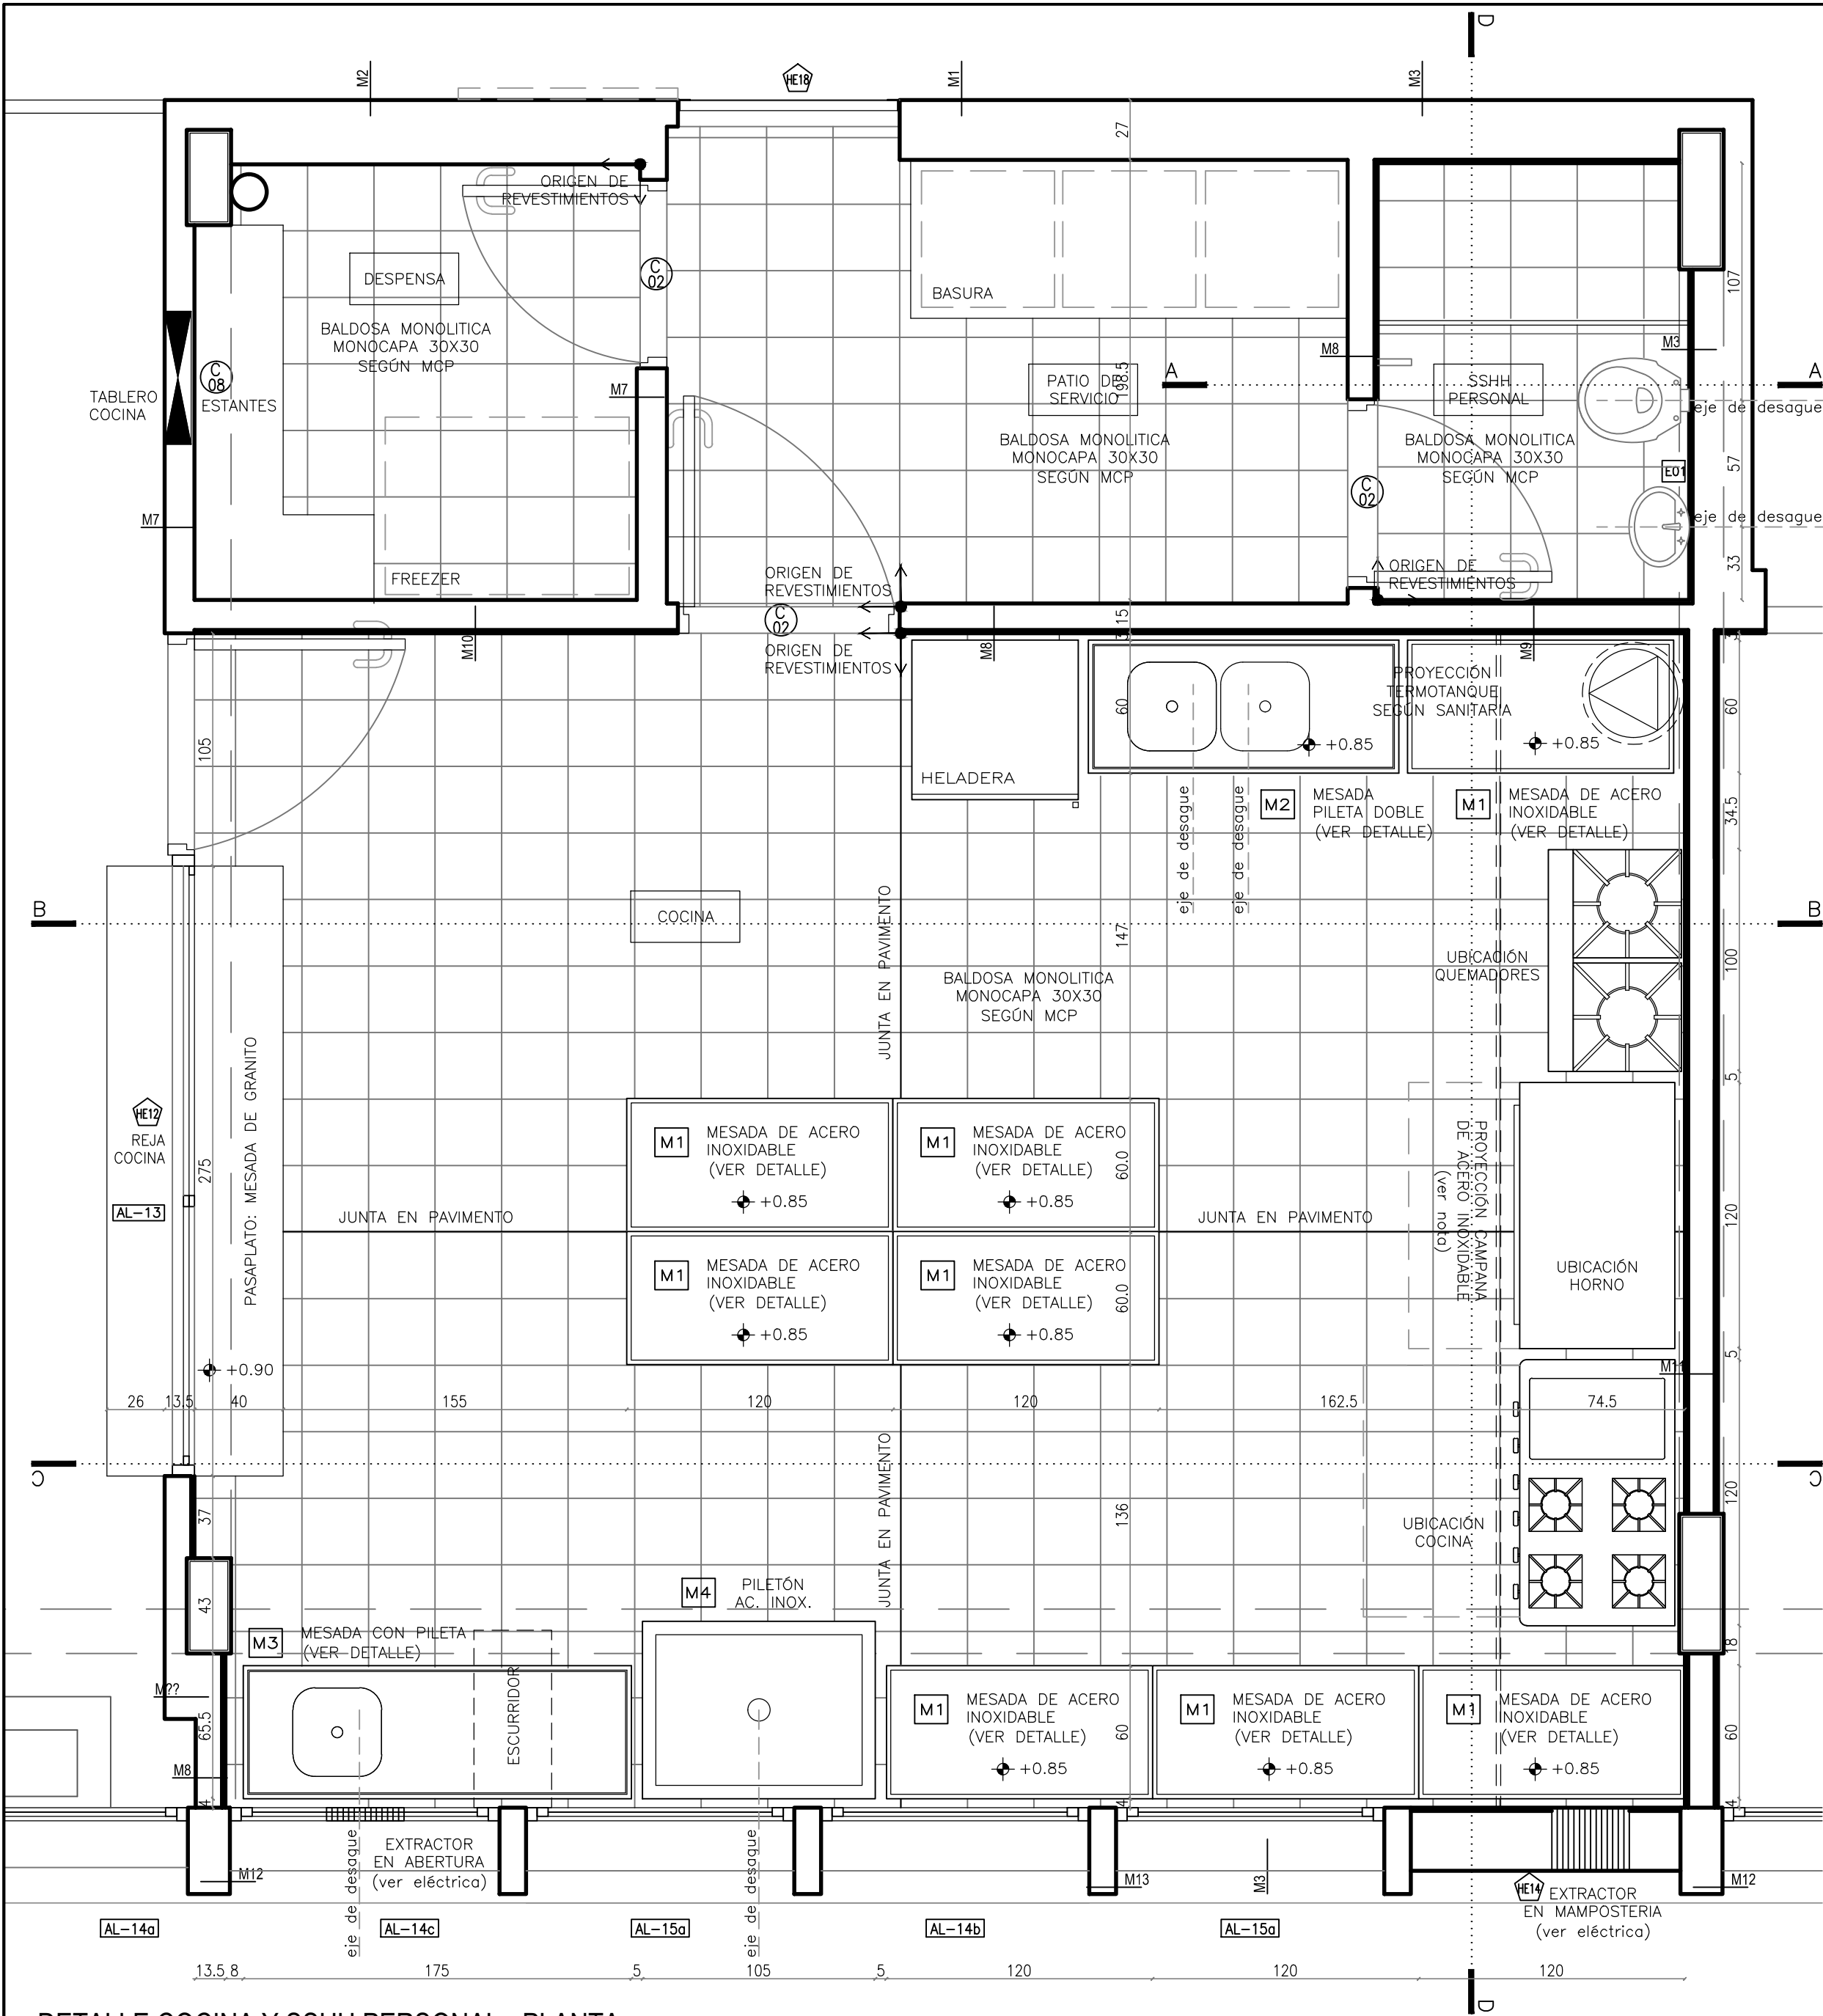 D
M2
HE18
M1
M3
27
ORIGEN DE
REVESTIMIENTOS
DESPENSA
C
02
BASURA
107
BALDOSA MONOLITICA
MONOCAPA 30X30
SEGÚN MCP
M8
M3
TABLERO
COCINA
C
08
ESTANTES
M7
PATIO DE
SERVICIO
198.5
A
SSHH
PERSONAL
A
eje de desague
BALDOSA MONOLITICA
MONOCAPA 30X30
SEGÚN MCP
BALDOSA MONOLITICA
MONOCAPA 30X30
SEGÚN MCP
57
E01
C
02
M7
eje de desague
FREEZER
ORIGEN DE
REVESTIMIENTOS
ORIGEN DE
REVESTIMIENTOS
33
C
02
15
3
3
M10
ORIGEN DE
REVESTIMIENTOS
M8
M9
105
60
PROYECCIÓN
TERMOTANQUE
SEGÚN SANITARIA
60
+0.85
+0.85
HELADERA
eje de desague
eje de desague
M2
MESADA
PILETA DOBLE
(VER DETALLE)
M1
MESADA DE ACERO
INOXIDABLE
(VER DETALLE)
34.5
B
COCINA
JUNTA EN PAVIMENTO
147
B
UBICACIÓN
QUEMADORES
100
BALDOSA MONOLITICA
MONOCAPA 30X30
SEGÚN MCP
5
HE12
REJA
COCINA
AL-13
275
PASAPLATO: MESADA DE GRANITO
M1
MESADA DE ACERO
INOXIDABLE
(VER DETALLE)
+0.85
M1
MESADA DE ACERO
INOXIDABLE
(VER DETALLE)
+0.85
60.0
PROYECCIÓN CAMPANA
DE ACERO INOXIDABLE
(ver nota)
JUNTA EN PAVIMENTO
JUNTA EN PAVIMENTO
120
M1
MESADA DE ACERO
INOXIDABLE
(VER DETALLE)
+0.85
M1
MESADA DE ACERO
INOXIDABLE
(VER DETALLE)
+0.85
60.0
UBICACIÓN
HORNO
5
M11
+0.90
26
13.5
40
155
120
120
162.5
74.5
C
C
37
JUNTA EN PAVIMENTO
136
UBICACIÓN
COCINA
120
43
M4
PILETÓN
AC. INOX.
M3
MESADA CON PILETA
(VER DETALLE)
18
ESCURRIDOR
M??
65.5
M8
4
M1
MESADA DE ACERO
INOXIDABLE
(VER DETALLE)
+0.85
60
4
M1
MESADA DE ACERO
INOXIDABLE
(VER DETALLE)
+0.85
M1
MESADA DE ACERO
INOXIDABLE
(VER DETALLE)
+0.85
60
4
M12
eje de desague
EXTRACTOR
EN ABERTURA
(ver eléctrica)
eje de desague
M13
M3
M12
HE14
EXTRACTOR
EN MAMPOSTERIA
(ver eléctrica)
AL-14a
AL-14c
AL-15a
AL-14b
AL-15a
13.5
8
175
5
105
5
120
120
120
D